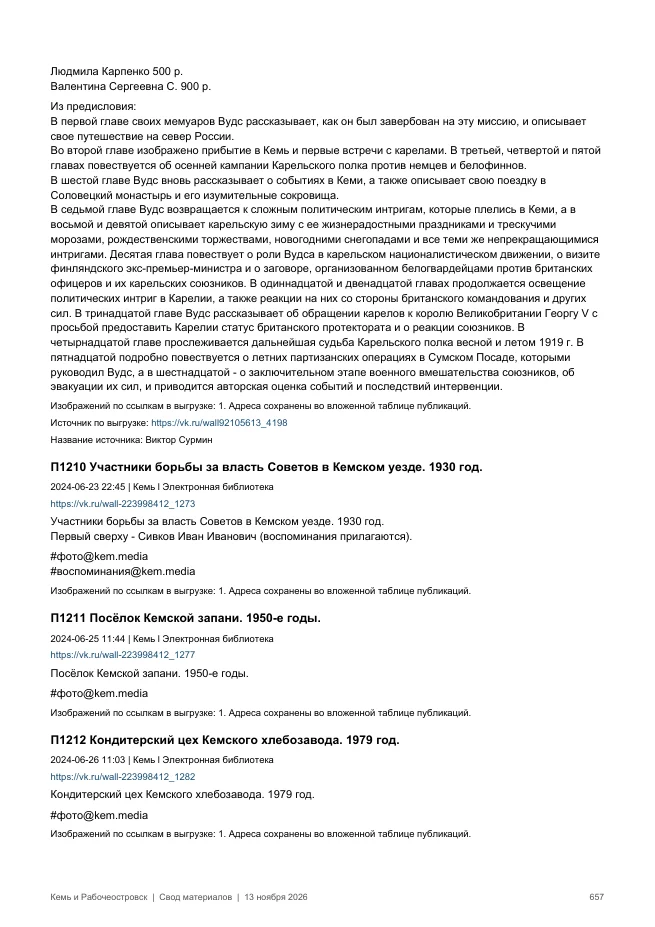 Людмила Карпенко 500 р.
Валентина Сергеевна С. 900 р.
Из предисловия:
В первой главе своих мемуаров Вудс рассказывает, как он был завербован на эту миссию, и описывает
свое путешествие на север России.
Во второй главе изображено прибытие в Кемь и первые встречи с карелами. В третьей, четвертой и пятой
главах повествуется об осенней кампании Карельского полка против немцев и белофиннов.
В шестой главе Вудс вновь рассказывает о событиях в Кеми, а также описывает свою поездку в
Соловецкий монастырь и его изумительные сокровища.
В седьмой главе Вудс возвращается к сложным политическим интригам, которые плелись в Кеми, а в
восьмой и девятой описывает карельскую зиму с ее жизнерадостными праздниками и трескучими
морозами, рождественскими торжествами, новогодними снегопадами и все теми же непрекращающимися
интригами. Десятая глава повествует о роли Вудса в карельском националистическом движении, о визите
финляндского экс-премьер-министра и о заговоре, организованном белогвардейцами против британских
офицеров и их карельских союзников. В одиннадцатой и двенадцатой главах продолжается освещение
политических интриг в Карелии, а также реакции на них со стороны британского командования и других
сил. В тринадцатой главе Вудс рассказывает об обращении карелов к королю Великобритании Георгу V с
просьбой предоставить Карелии статус британского протектората и о реакции союзников. В
четырнадцатой главе прослеживается дальнейшая судьба Карельского полка весной и летом 1919 г. В
пятнадцатой подробно повествуется о летних партизанских операциях в Сумском Посаде, которыми
руководил Вудс, а в шестнадцатой - о заключительном этапе военного вмешательства союзников, об
эвакуации их сил, и приводится авторская оценка событий и последствий интервенции.
Изображений по ссылкам в выгрузке: 1. Адреса сохранены во вложенной таблице публикаций.
Источник по выгрузке: https://vk.ru/wall92105613_4198
Название источника: Виктор Сурмин
П1210 Участники борьбы за власть Советов в Кемском уезде. 1930 год.
2024-06-23 22:45 | Кемь I Электронная библиотека
https://vk.ru/wall-223998412_1273
Участники борьбы за власть Советов в Кемском уезде. 1930 год.
Первый сверху - Сивков Иван Иванович (воспоминания прилагаются).
#фото@kem.media
#воспоминания@kem.media
Изображений по ссылкам в выгрузке: 1. Адреса сохранены во вложенной таблице публикаций.
П1211 Посёлок Кемской запани. 1950-е годы.
2024-06-25 11:44 | Кемь I Электронная библиотека
https://vk.ru/wall-223998412_1277
Посёлок Кемской запани. 1950-е годы.
#фото@kem.media
Изображений по ссылкам в выгрузке: 1. Адреса сохранены во вложенной таблице публикаций.
П1212 Кондитерский цех Кемского хлебозавода. 1979 год.
2024-06-26 11:03 | Кемь I Электронная библиотека
https://vk.ru/wall-223998412_1282
Кондитерский цех Кемского хлебозавода. 1979 год.
#фото@kem.media
Изображений по ссылкам в выгрузке: 1. Адреса сохранены во вложенной таблице публикаций.
Кемь и Рабочеостровск | Свод материалов | 13 ноября 2026 657